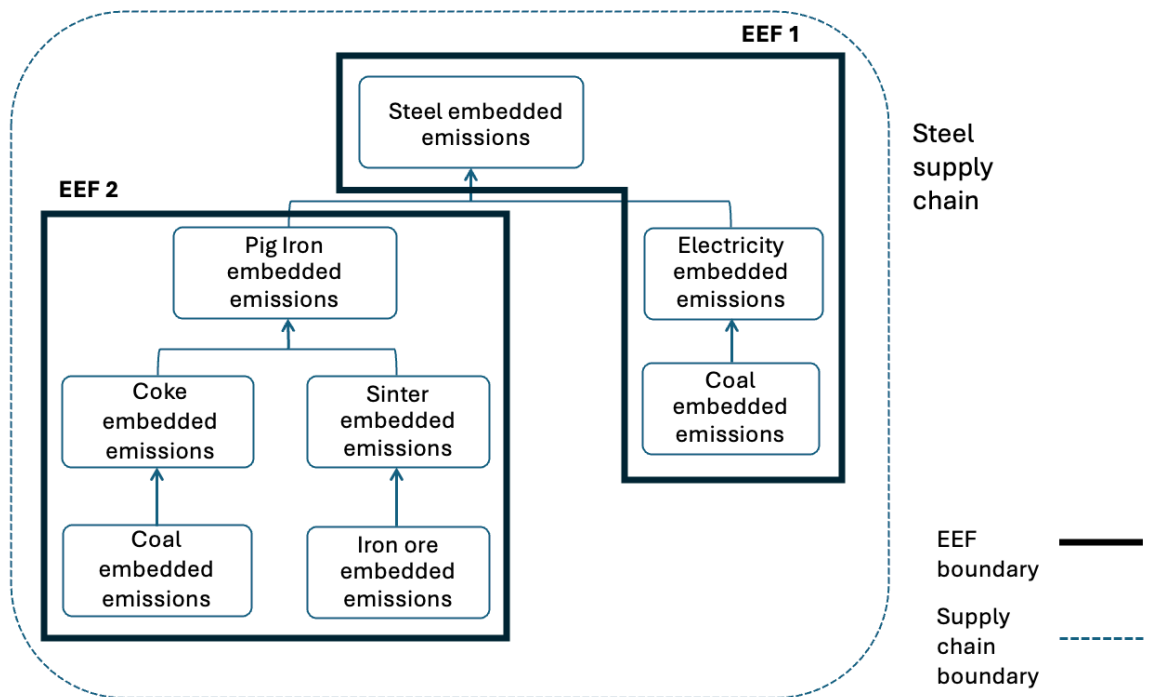 EEF 1
Steel embedded
emissions
Steel
supply
chain
EEF 2
Pig Iron
embedded
emissions
Electricity
embedded
emissions
Coke
embedded
emissions
Sinter
embedded
emissions
Coal
embedded
emissions
Coal
embedded
emissions
Iron ore
embedded
emissions
EEF
boundary
Supply
chain
boundary